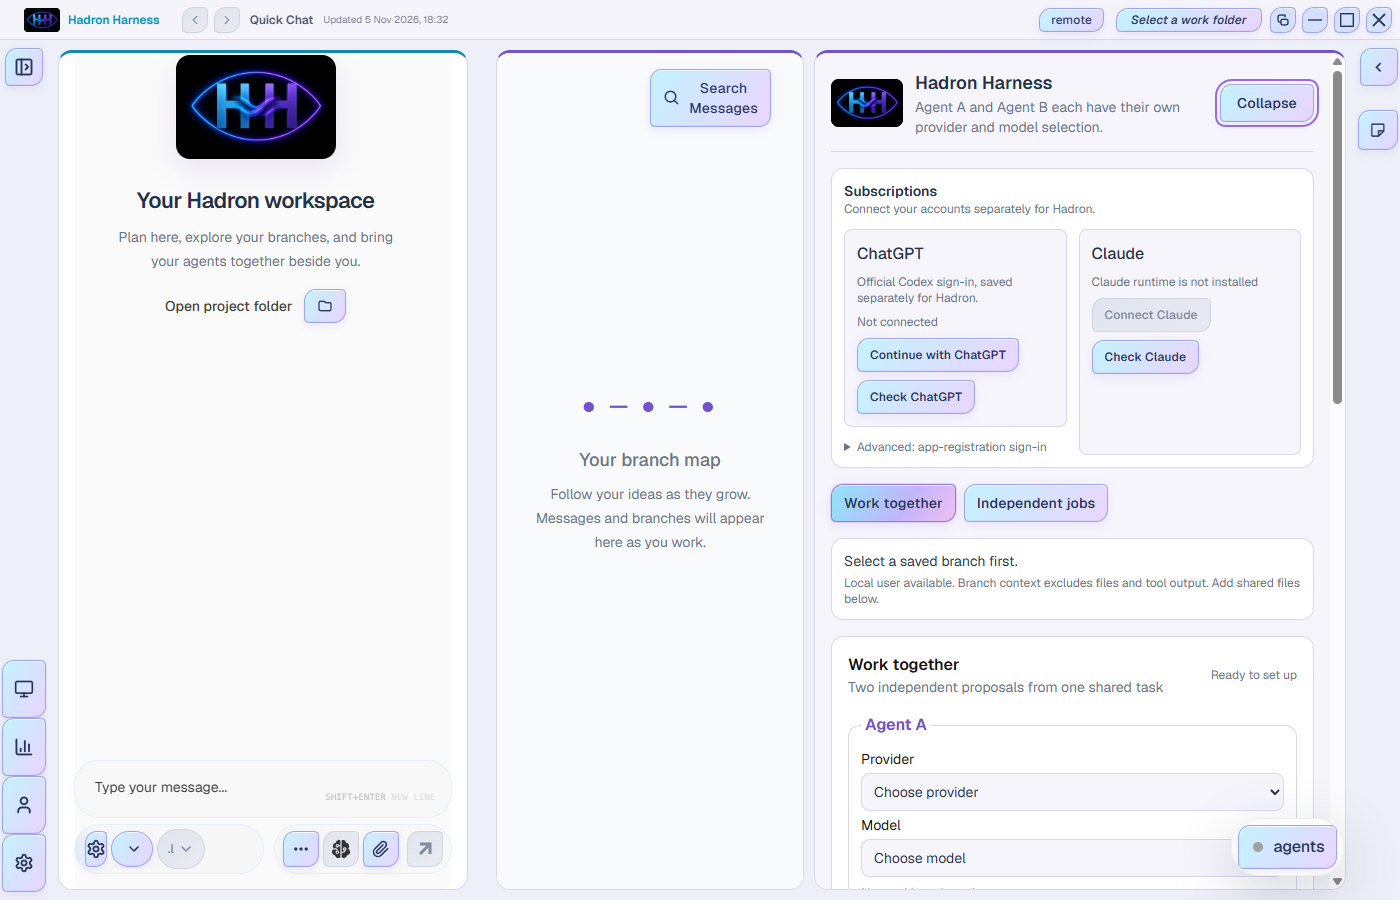 Hadron Harness
Quick Chat
Updated 5 Nov 2026, 18:32
remote
Select a work folder
Your Hadron workspace
Plan here, explore your branches, and bring
your agents together beside you.
Open project folder
Type your message...
SHIFT+ENTER NEW LINE
Search
Messages
Your branch map
Follow your ideas as they grow.
Messages and branches will appear
here as you work.
Hadron Harness
Agent A and Agent B each have their own
provider and model selection.
Collapse
Subscriptions
Connect your accounts separately for Hadron.
ChatGPT
Official Codex sign-in, saved
separately for Hadron.
Not connected
Continue with ChatGPT
Check ChatGPT
Advanced: app-registration sign-in
Claude
Claude runtime is not installed
Connect Claude
Check Claude
Work together
Independent jobs
Select a saved branch first.
Local user available. Branch context excludes files and tool output. Add shared files
below.
Work together
Two independent proposals from one shared task
Ready to set up
Agent A
Provider
Choose provider
Model
Choose model
agents